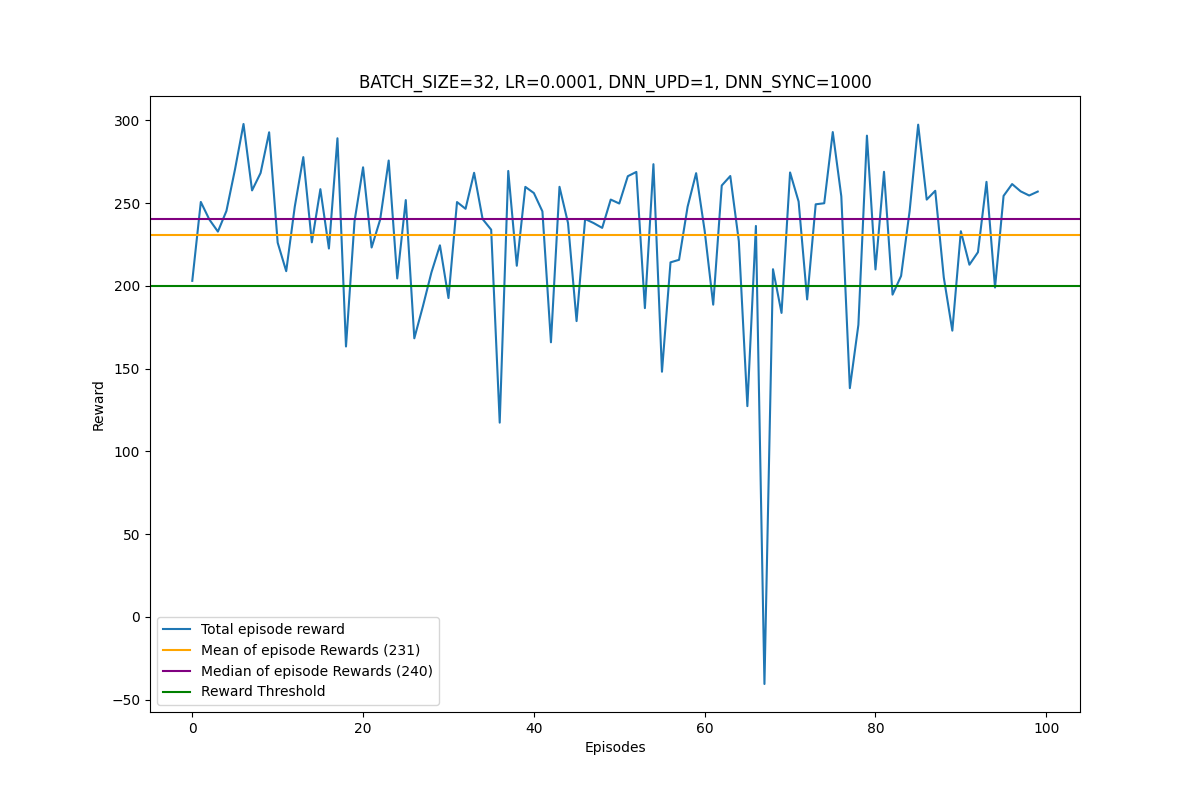 BATCH_SIZE=32, LR=0.0001, DNN_UPD=1, DNN_SYNC=1000
300
250
200
150
100
50
0
−50
Reward
Total episode reward
Mean of episode Rewards (231)
Median of episode Rewards (240)
Reward Threshold
0 20 40 60 80 100
Episodes